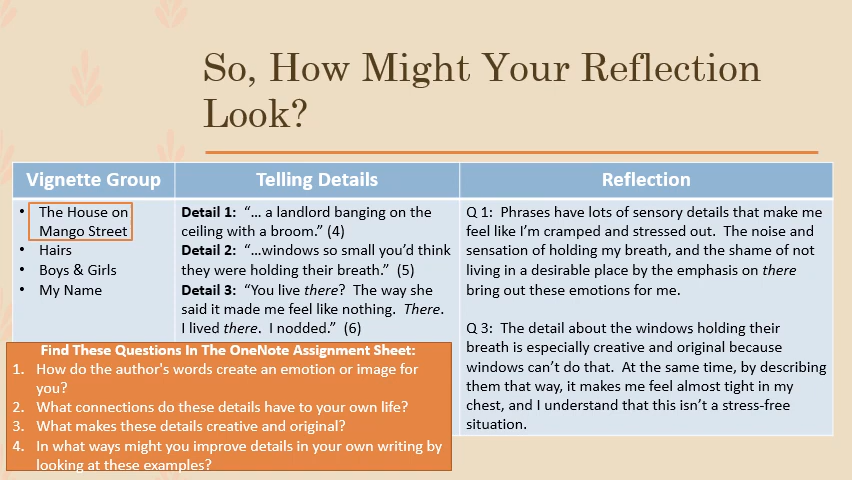 So, How Might Your Reflection
Look?
Vignette Group
Telling Details
Reflection
• The House on
Mango Street
• Hairs
• Boys & Girls
• My Name
Detail 1: “… a landlord banging on the
ceiling with a broom.” (4)
Detail 2: “…windows so small you’d think
they were holding their breath.” (5)
Detail 3: “You live there? The way she
said it made me feel like nothing. There.
I lived there. I nodded.” (6)
Q 1: Phrases have lots of sensory details that make me
feel like I’m cramped and stressed out. The noise and
sensation of holding my breath, and the shame of not
living in a desirable place by the emphasis on there
bring out these emotions for me.
Q 3: The detail about the windows holding their
breath is especially creative and original because
windows can’t do that. At the same time, by describing
them that way, it makes me feel almost tight in my
chest, and I understand that this isn’t a stress-free
situation.
Find These Questions In The OneNote Assignment Sheet:
1. How do the author's words create an emotion or image for
you?
2. What connections do these details have to your own life?
3. What makes these details creative and original?
4. In what ways might you improve details in your own writing by
looking at these examples?